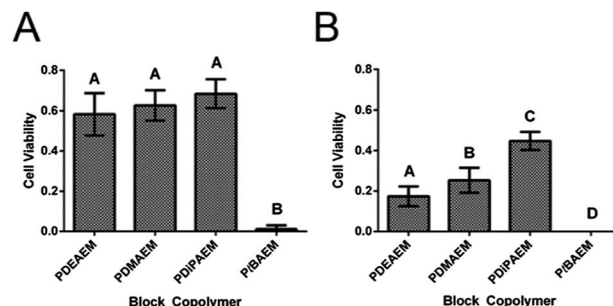 A
B
0.8
0.6
0.4
0.2
0.0
Cell Viability
A
A
A
B
PDEAEM
PDMAEM
PDiPAEM
PtBAEM
Block Copolymer
0.8
0.6
0.4
0.2
0.0
Cell Viability
A
B
C
D
PDEAEM
PDMAEM
PDiPAEM
PtBAEM
Block Copolymer